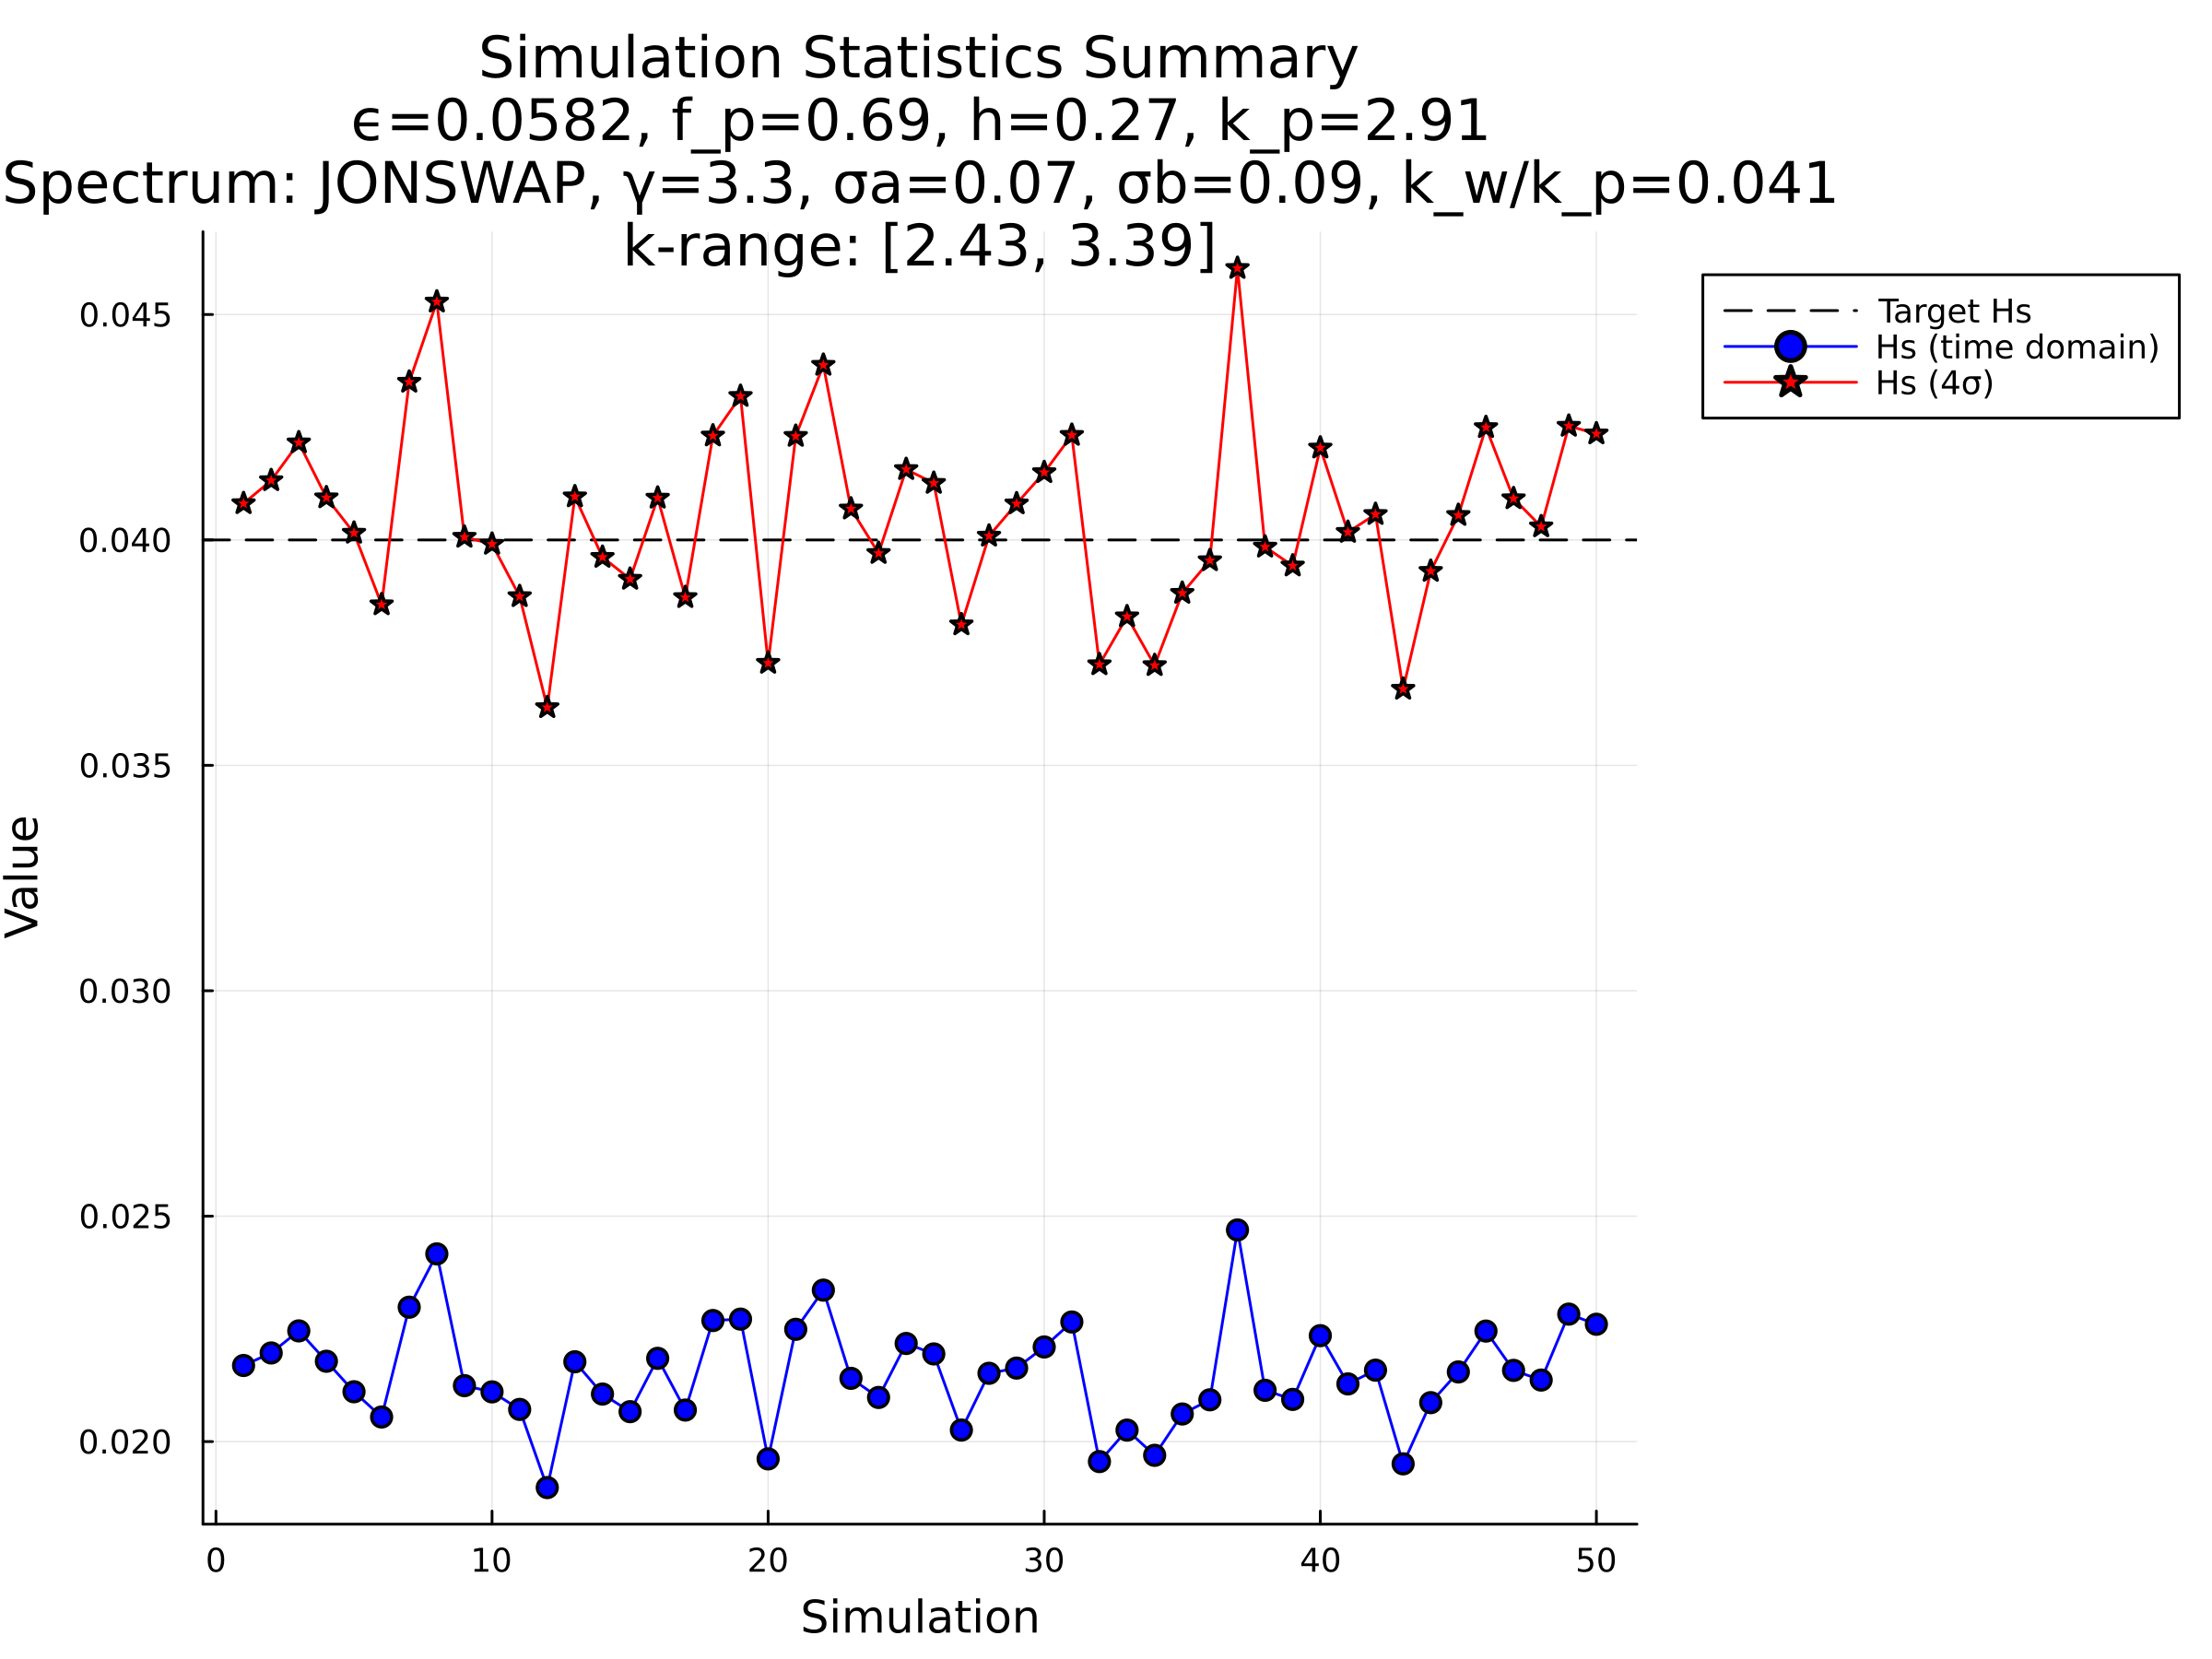 Simulation Statistics Summary
ϵ=0.0582, f_p=0.69, h=0.27, k_p=2.91
Spectrum: JONSWAP, γ=3.3, σa=0.07, σb=0.09, k_w/k_p=0.041
k-range: [2.43, 3.39]
Target Hs
Hs (time domain)
Hs (4σ)
0.045
0.040
0.035
0.030
0.025
0.020
Value
0 10 20 30 40 50
Simulation